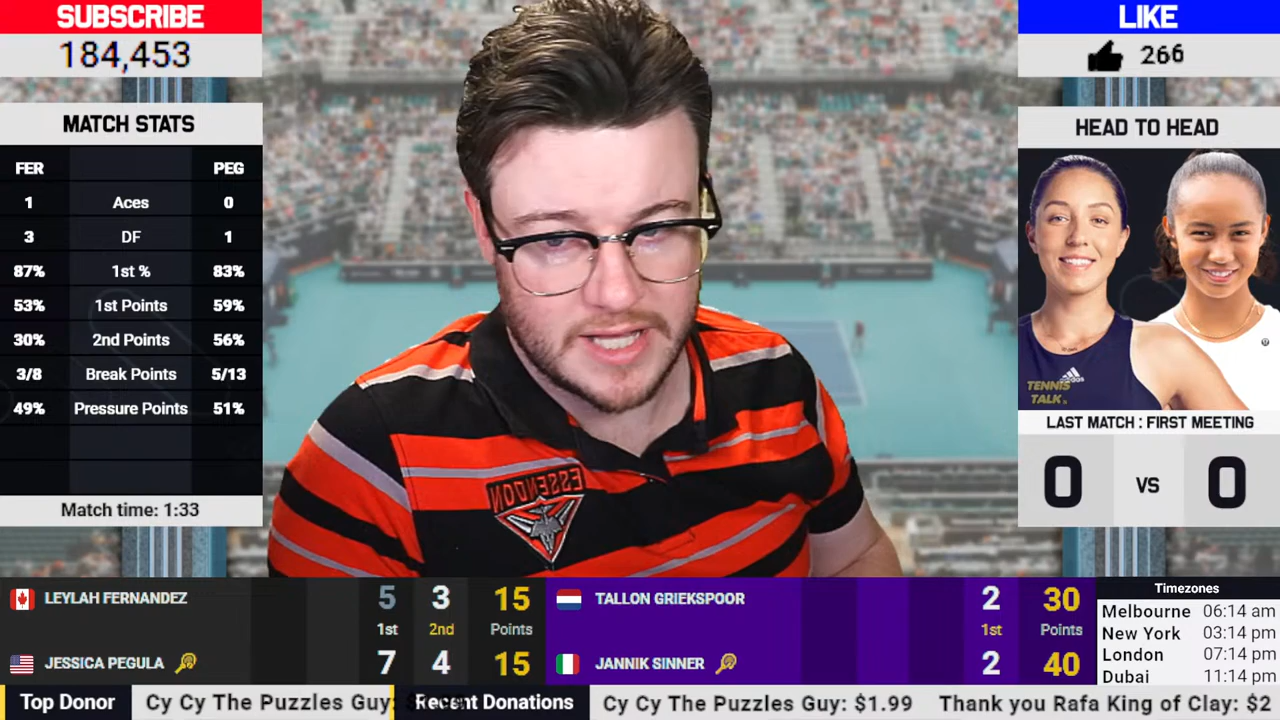 SUBSCRIBE
184,453
MATCH STATS
FER PEG
1 Aces 0
3 DF 1
87% 1st % 83%
53% 1st Points 59%
30% 2nd Points 56%
3/8 Break Points 5/13
49% Pressure Points 51%
Match time: 1:33
LIKE
266
HEAD TO HEAD
adidas
TENNIS
TALK
LAST MATCH : FIRST MEETING
0 VS 0
ESSENDON
LEYLAH FERNANDEZ 5 3 15
1st 2nd Points
JESSICA PEGULA 7 4 15
TALLON GRIEKSPOOR 2 30
1st Points
JANNIK SINNER 2 40
Timezones
Melbourne 06:14 am
New York 03:14 pm
London 07:14 pm
Dubai 11:14 pm
Top Donor Cy Cy The Puzzles Guy: Recent Donations Cy Cy The Puzzles Guy: $1.99 Thank you Rafa King of Clay: $2